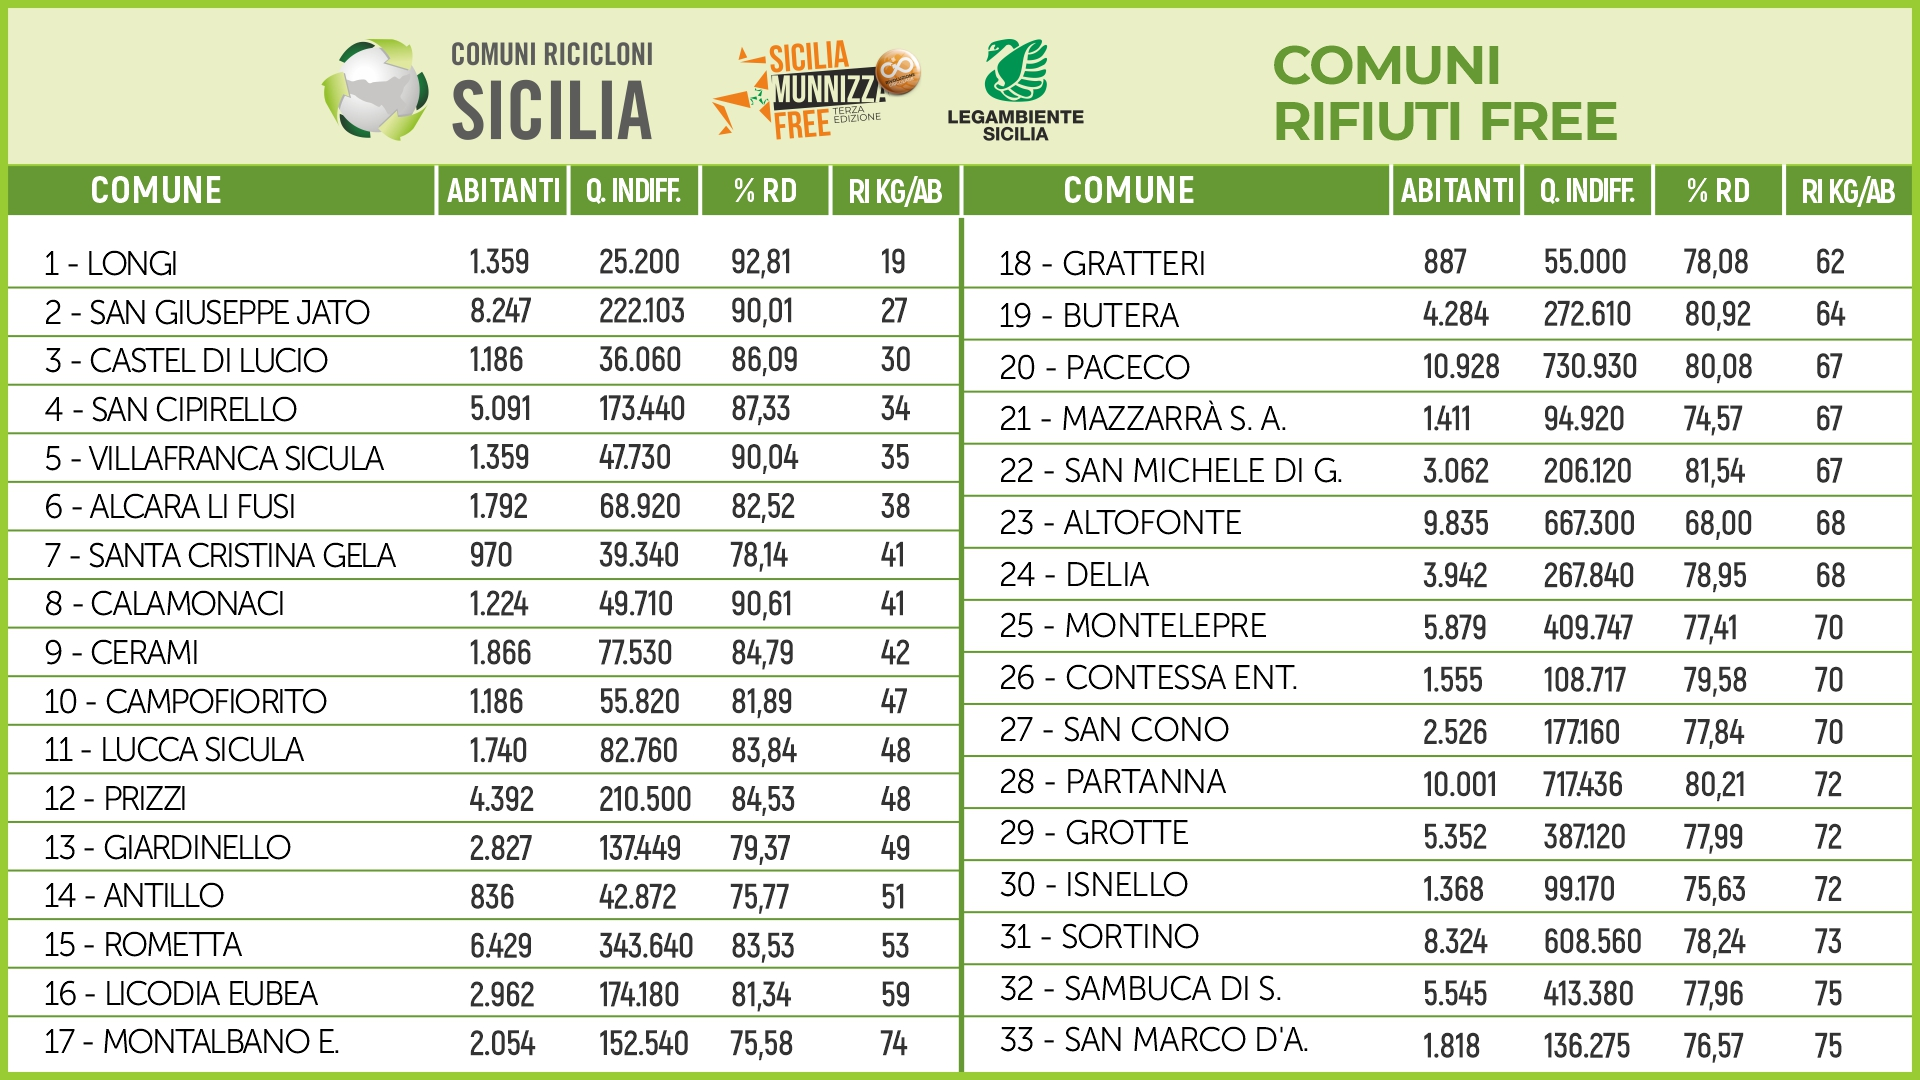 COMUNI RICICLONI
SICILIA
SICILIA
MUNNIZZA
FREE TERZA EDIZIONE
LEGAMBIENTE
SICILIA
COMUNI
RIFIUTI FREE
COMUNE ABITANTI Q. INDIFF. % RD RI KG/AB
1 - LONGI 1.359 25.200 92,81 19
2 - SAN GIUSEPPE JATO 8.247 222.103 90,01 27
3 - CASTEL DI LUCIO 1.186 36.060 86,09 30
4 - SAN CIPIRELLO 5.091 173.440 87,33 34
5 - VILLAFRANCA SICULA 1.359 47.730 90,04 35
6 - ALCARA LI FUSI 1.792 68.920 82,52 38
7 - SANTA CRISTINA GELA 970 39.340 78,14 41
8 - CALAMONACI 1.224 49.710 90,61 41
9 - CERAMI 1.866 77.530 84,79 42
10 - CAMPOFIORITO 1.186 55.820 81,89 47
11 - LUCCA SICULA 1.740 82.760 83,84 48
12 - PRIZZI 4.392 210.500 84,53 48
13 - GIARDINELLO 2.827 137.449 79,37 49
14 - ANTILLO 836 42.872 75,77 51
15 - ROMETTA 6.429 343.640 83,53 53
16 - LICODIA EUBEA 2.962 174.180 81,34 59
17 - MONTALBANO E. 2.054 152.540 75,58 74
COMUNE ABITANTI Q. INDIFF. % RD RI KG/AB
18 - GRATTERI 887 55.000 78,08 62
19 - BUTERA 4.284 272.610 80,92 64
20 - PACECO 10.928 730.930 80,08 67
21 - MAZZARRÀ S. A. 1.411 94.920 74,57 67
22 - SAN MICHELE DI G. 3.062 206.120 81,54 67
23 - ALTOFONTE 9.835 667.300 68,00 68
24 - DELIA 3.942 267.840 78,95 68
25 - MONTELEPRE 5.879 409.747 77,41 70
26 - CONTESSA ENT. 1.555 108.717 79,58 70
27 - SAN CONO 2.526 177.160 77,84 70
28 - PARTANNA 10.001 717.436 80,21 72
29 - GROTTE 5.352 387.120 77,99 72
30 - ISNELLO 1.368 99.170 75,63 72
31 - SORTINO 8.324 608.560 78,24 73
32 - SAMBUCA DI S. 5.545 413.380 77,96 75
33 - SAN MARCO D'A. 1.818 136.275 76,57 75